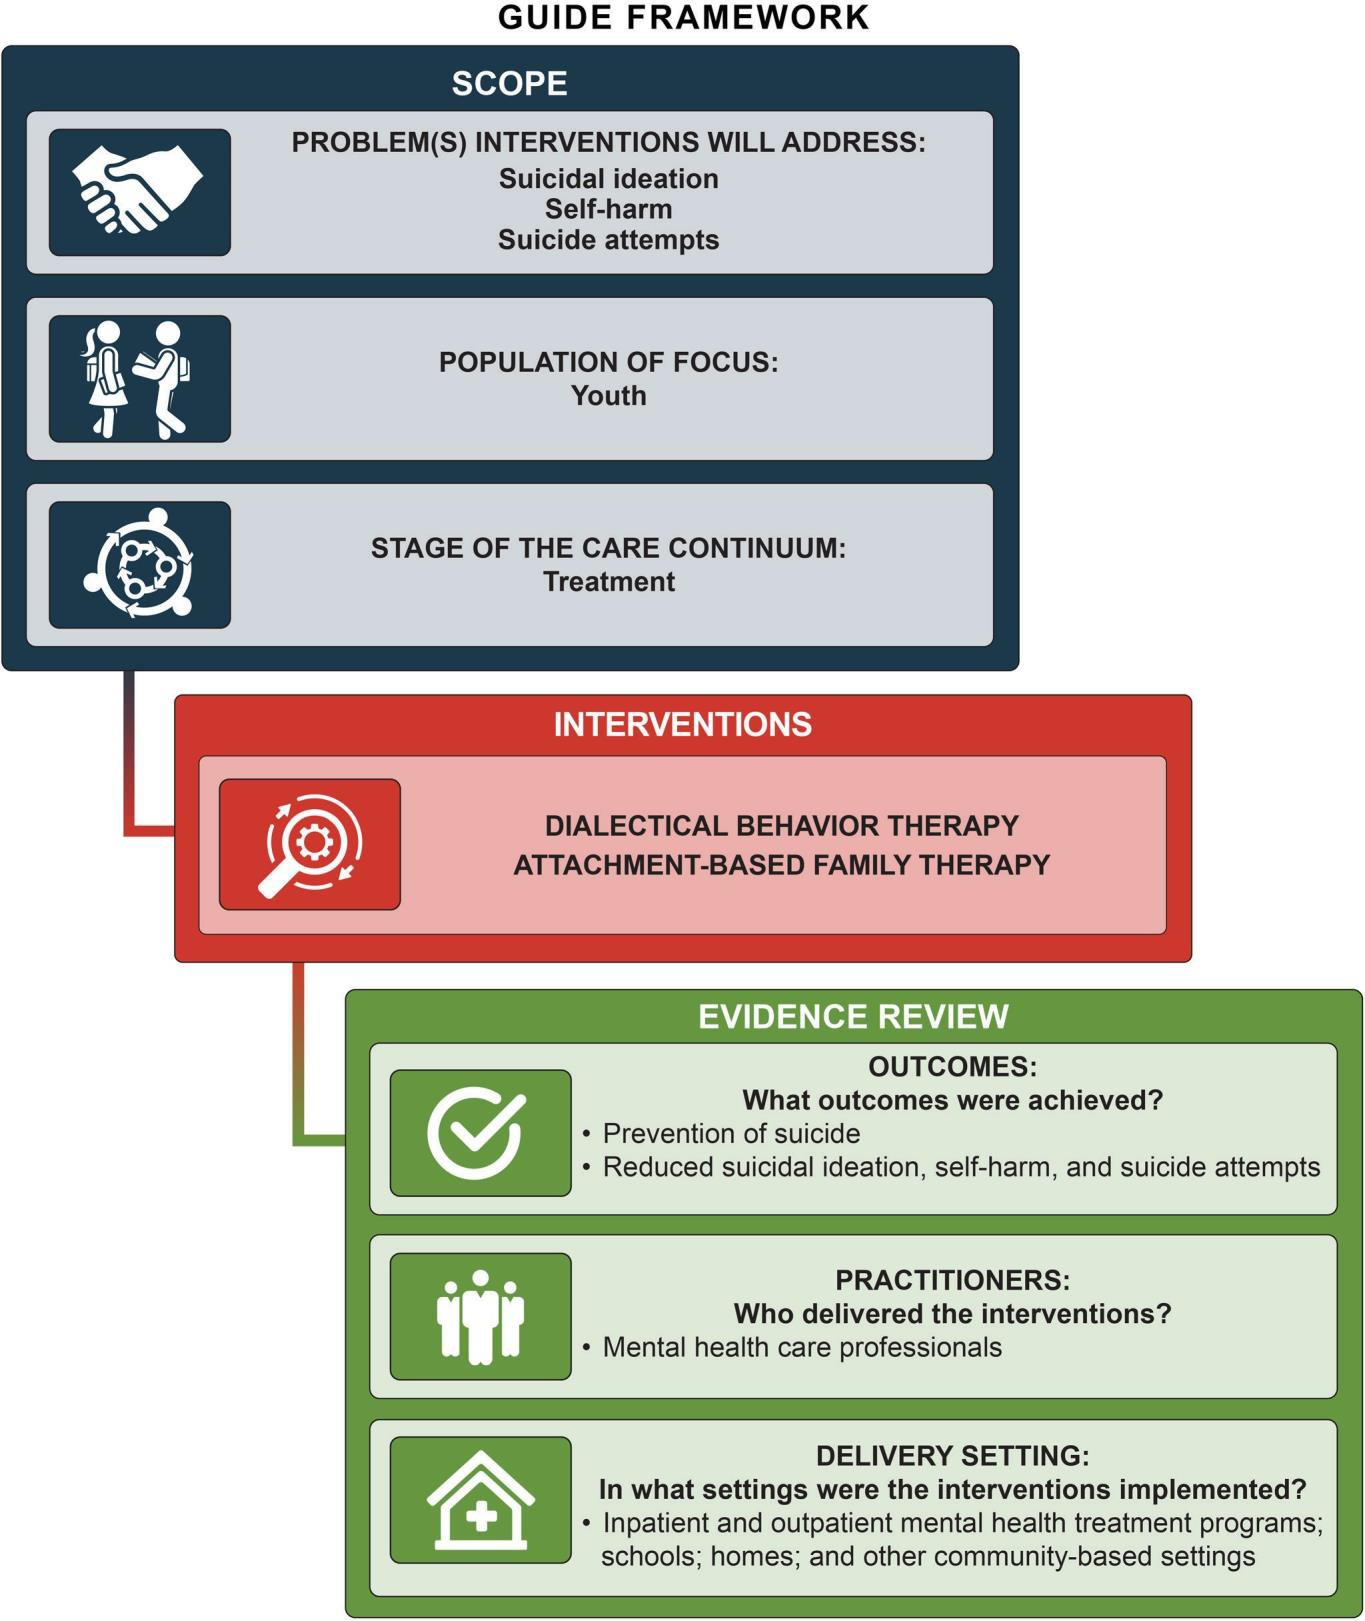 GUIDE FRAMEWORK
SCOPE
PROBLEM(S) INTERVENTIONS WILL ADDRESS:
Suicidal ideation
Self-harm
Suicide attempts
POPULATION OF FOCUS:
Youth
STAGE OF THE CARE CONTINUUM:
Treatment
INTERVENTIONS
DIALECTICAL BEHAVIOR THERAPY
ATTACHMENT-BASED FAMILY THERAPY
EVIDENCE REVIEW
OUTCOMES:
What outcomes were achieved?
• Prevention of suicide
• Reduced suicidal ideation, self-harm, and suicide attempts
PRACTITIONERS:
Who delivered the interventions?
• Mental health care professionals
DELIVERY SETTING:
In what settings were the interventions implemented?
• Inpatient and outpatient mental health treatment programs;
schools; homes; and other community-based settings